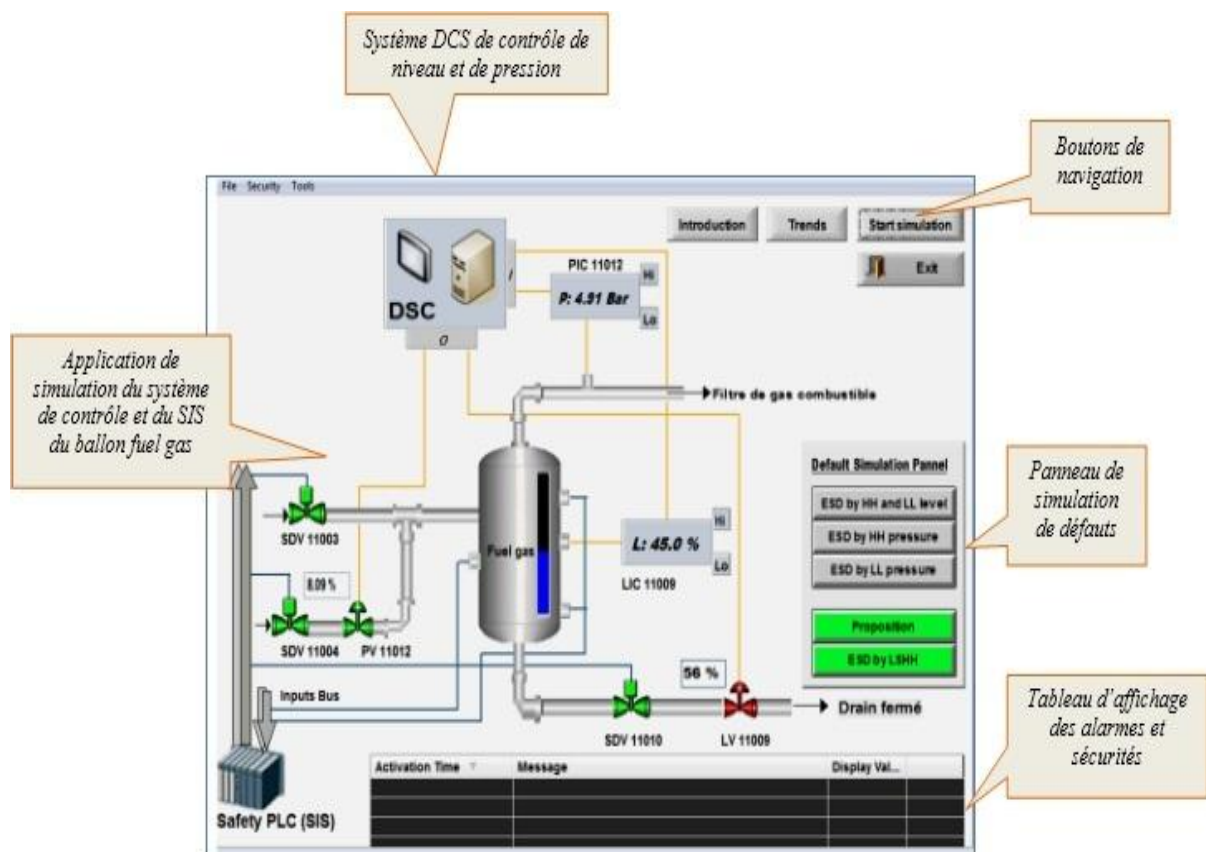 Système DCS de contrôle de
niveau et de pression
Boutons de
navigation
File Security Tools
Introduction
Trends
Start simulation
Exit
PIC 11012
Hi
P: 4.91 Bar
Lo
I
DSC
O
Application de
simulation du système
de contrôle et du SIS
du ballon fuel gas
Filtre de gas combustible
Default Simulation Pannel
ESD by HH and LL level
ESD by HH pressure
ESD by LL pressure
Proposition
ESD by LSHH
Panneau de
simulation
de défauts
SDV 11003
Fuel gas
Hi
L: 45.0 %
Lo
LIC 11009
8.09 %
SDV 11004
PV 11012
56 %
Inputs Bus
Drain fermé
SDV 11010
LV 11009
Tableau d'affichage
des alarmes et
sécurités
Activation Time
Message
Display Val...
Safety PLC (SIS)